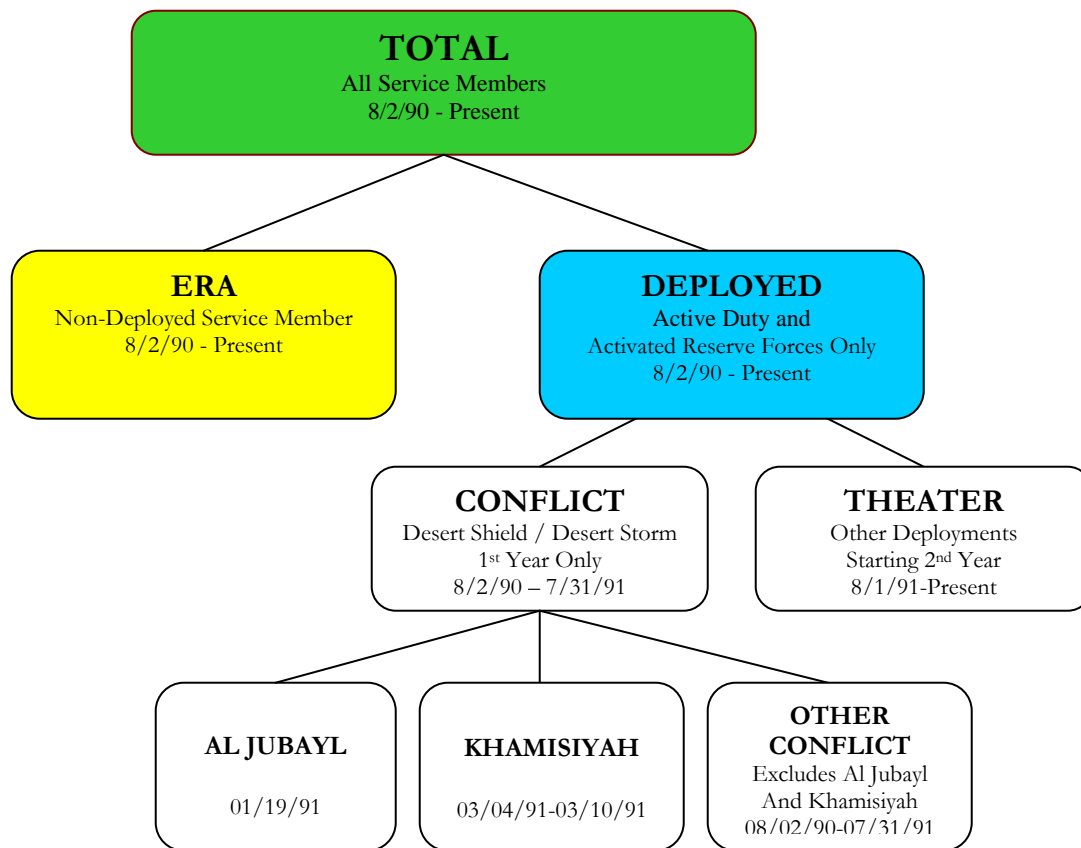 TOTAL
All Service Members
8/2/90 - Present
ERA
Non-Deployed Service Member
8/2/90 - Present
DEPLOYED
Active Duty and
Activated Reserve Forces Only
8/2/90 - Present
CONFLICT
Desert Shield / Desert Storm
1st Year Only
8/2/90 – 7/31/91
THEATER
Other Deployments
Starting 2nd Year
8/1/91-Present
AL JUBAYL
01/19/91
KHAMISIYAH
03/04/91-03/10/91
OTHER
CONFLICT
Excludes Al Jubayl
And Khamisiyah
08/02/90-07/31/91